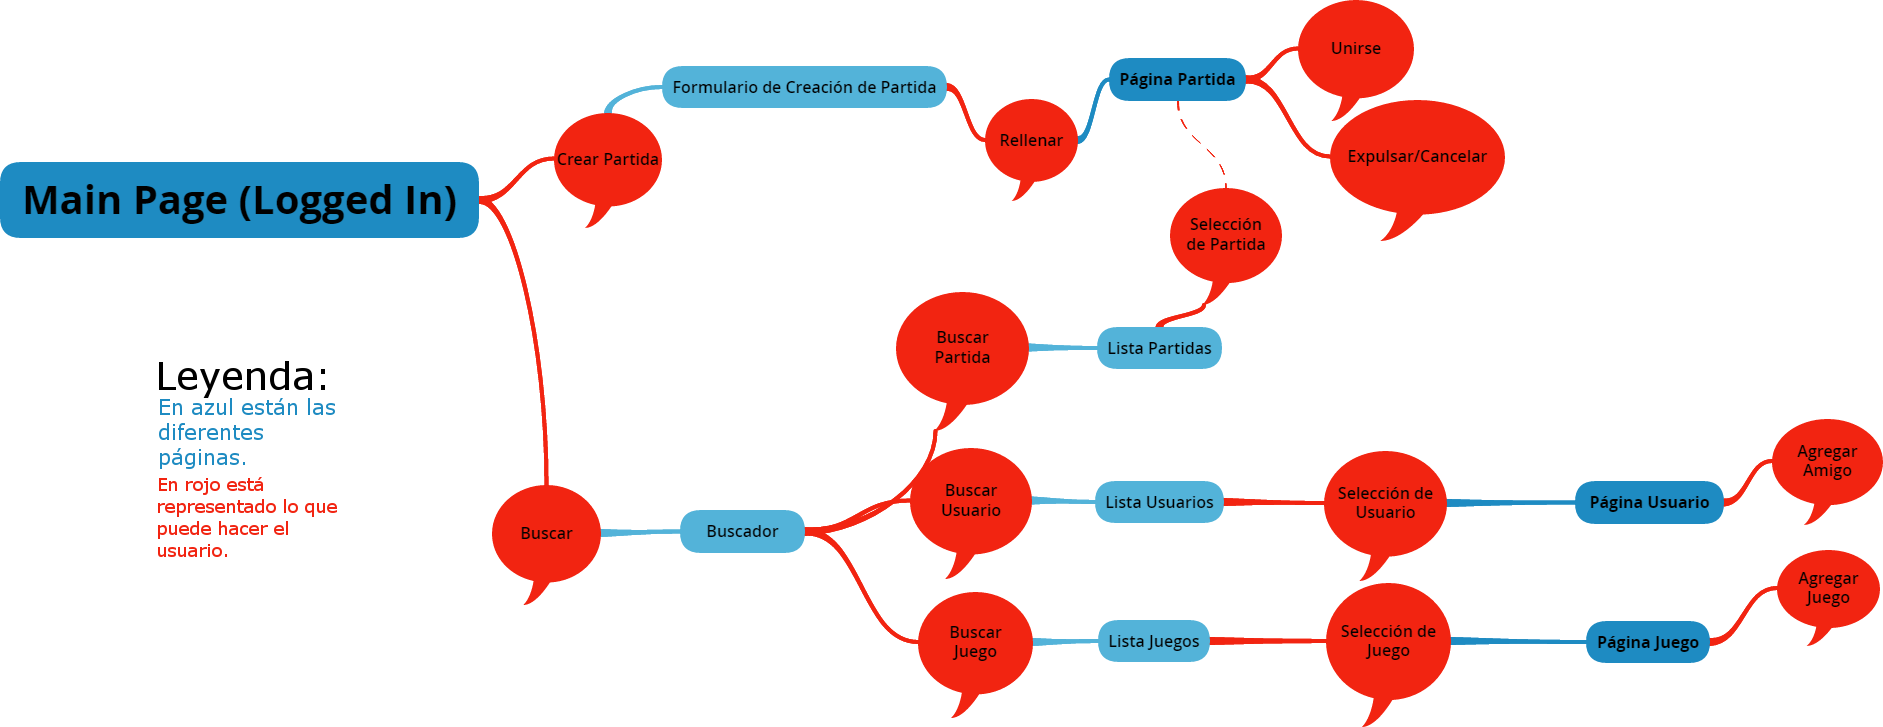 Main Page (Logged In)
Crear Partida
Formulario de Creación de Partida
Rellenar
Página Partida
Unirse
Expulsar/Cancelar
Selección
de Partida
Buscar
Partida
Lista Partidas
Leyenda:
En azul están las
diferentes
páginas.
En rojo está
representado lo que
puede hacer el
usuario.
Buscar
Buscador
Buscar
Usuario
Lista Usuarios
Selección de
Usuario
Página Usuario
Agregar
Amigo
Buscar
Juego
Lista Juegos
Selección de
Juego
Página Juego
Agregar
Juego